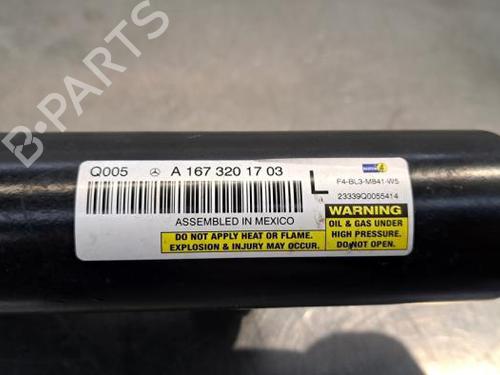 Q005 A 167 320 17 03
L
F4-BL3-M841-W5
23339Q0055414
ASSEMBLED IN MEXICO
DO NOT APPLY HEAT OR FLAME.
EXPLOSION & INJURY MAY OCCUR.
WARNING
OIL & GAS UNDER
HIGH PRESSURE.
DO NOT OPEN.
B-PARTS